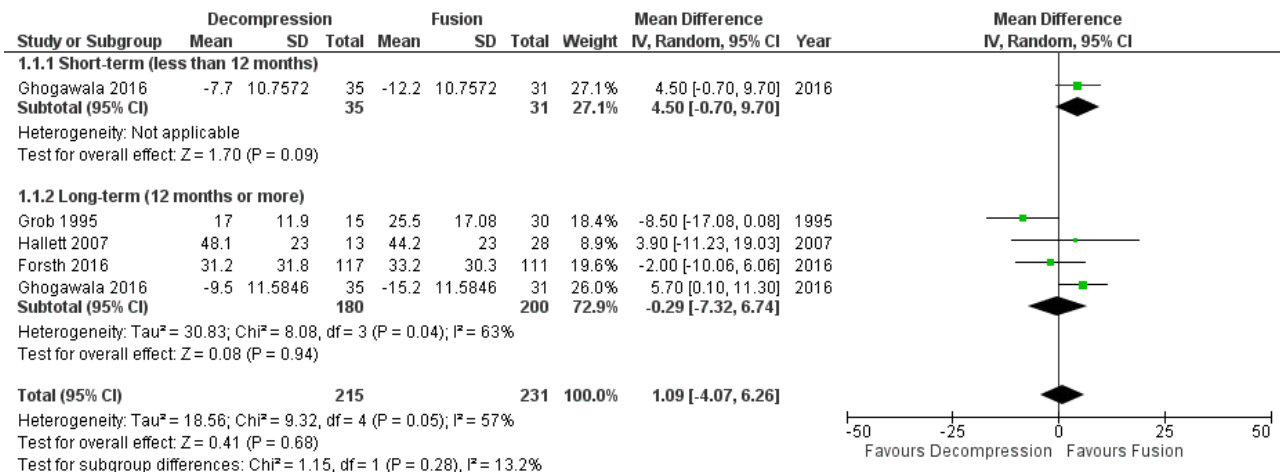 Decompression Fusion Mean Difference Mean Difference
Study or Subgroup Mean SD Total Mean SD Total Weight IV, Random, 95% CI Year IV, Random, 95% CI
1.1.1 Short-term (less than 12 months)
Ghogawala 2016 -7.7 10.7572 35 -12.2 10.7572 31 27.1% 4.50 [-0.70, 9.70] 2016
Subtotal (95% CI) 35 31 27.1% 4.50 [-0.70, 9.70]
Heterogeneity: Not applicable
Test for overall effect: Z = 1.70 (P = 0.09)
1.1.2 Long-term (12 months or more)
Grob 1995 17 11.9 15 25.5 17.08 30 18.4% -8.50 [-17.08, 0.08] 1995
Hallett 2007 48.1 23 13 44.2 23 28 8.9% 3.90 [-11.23, 19.03] 2007
Forsth 2016 31.2 31.8 117 33.2 30.3 111 19.6% -2.00 [-10.06, 6.06] 2016
Ghogawala 2016 -9.5 11.5846 35 -15.2 11.5846 31 26.0% 5.70 [0.10, 11.30] 2016
Subtotal (95% CI) 180 200 72.9% -0.29 [-7.32, 6.74]
Heterogeneity: Tau² = 30.83; Chi² = 8.08, df = 3 (P = 0.04); I² = 63%
Test for overall effect: Z = 0.08 (P = 0.94)
Total (95% CI) 215 231 100.0% 1.09 [-4.07, 6.26]
Heterogeneity: Tau² = 18.56; Chi² = 9.32, df = 4 (P = 0.05); I² = 57%
Test for overall effect: Z = 0.41 (P = 0.68)
Test for subgroup differences: Chi² = 1.15, df = 1 (P = 0.28), I² = 13.2%
-50 -25 0 25 50
Favours Decompression Favours Fusion